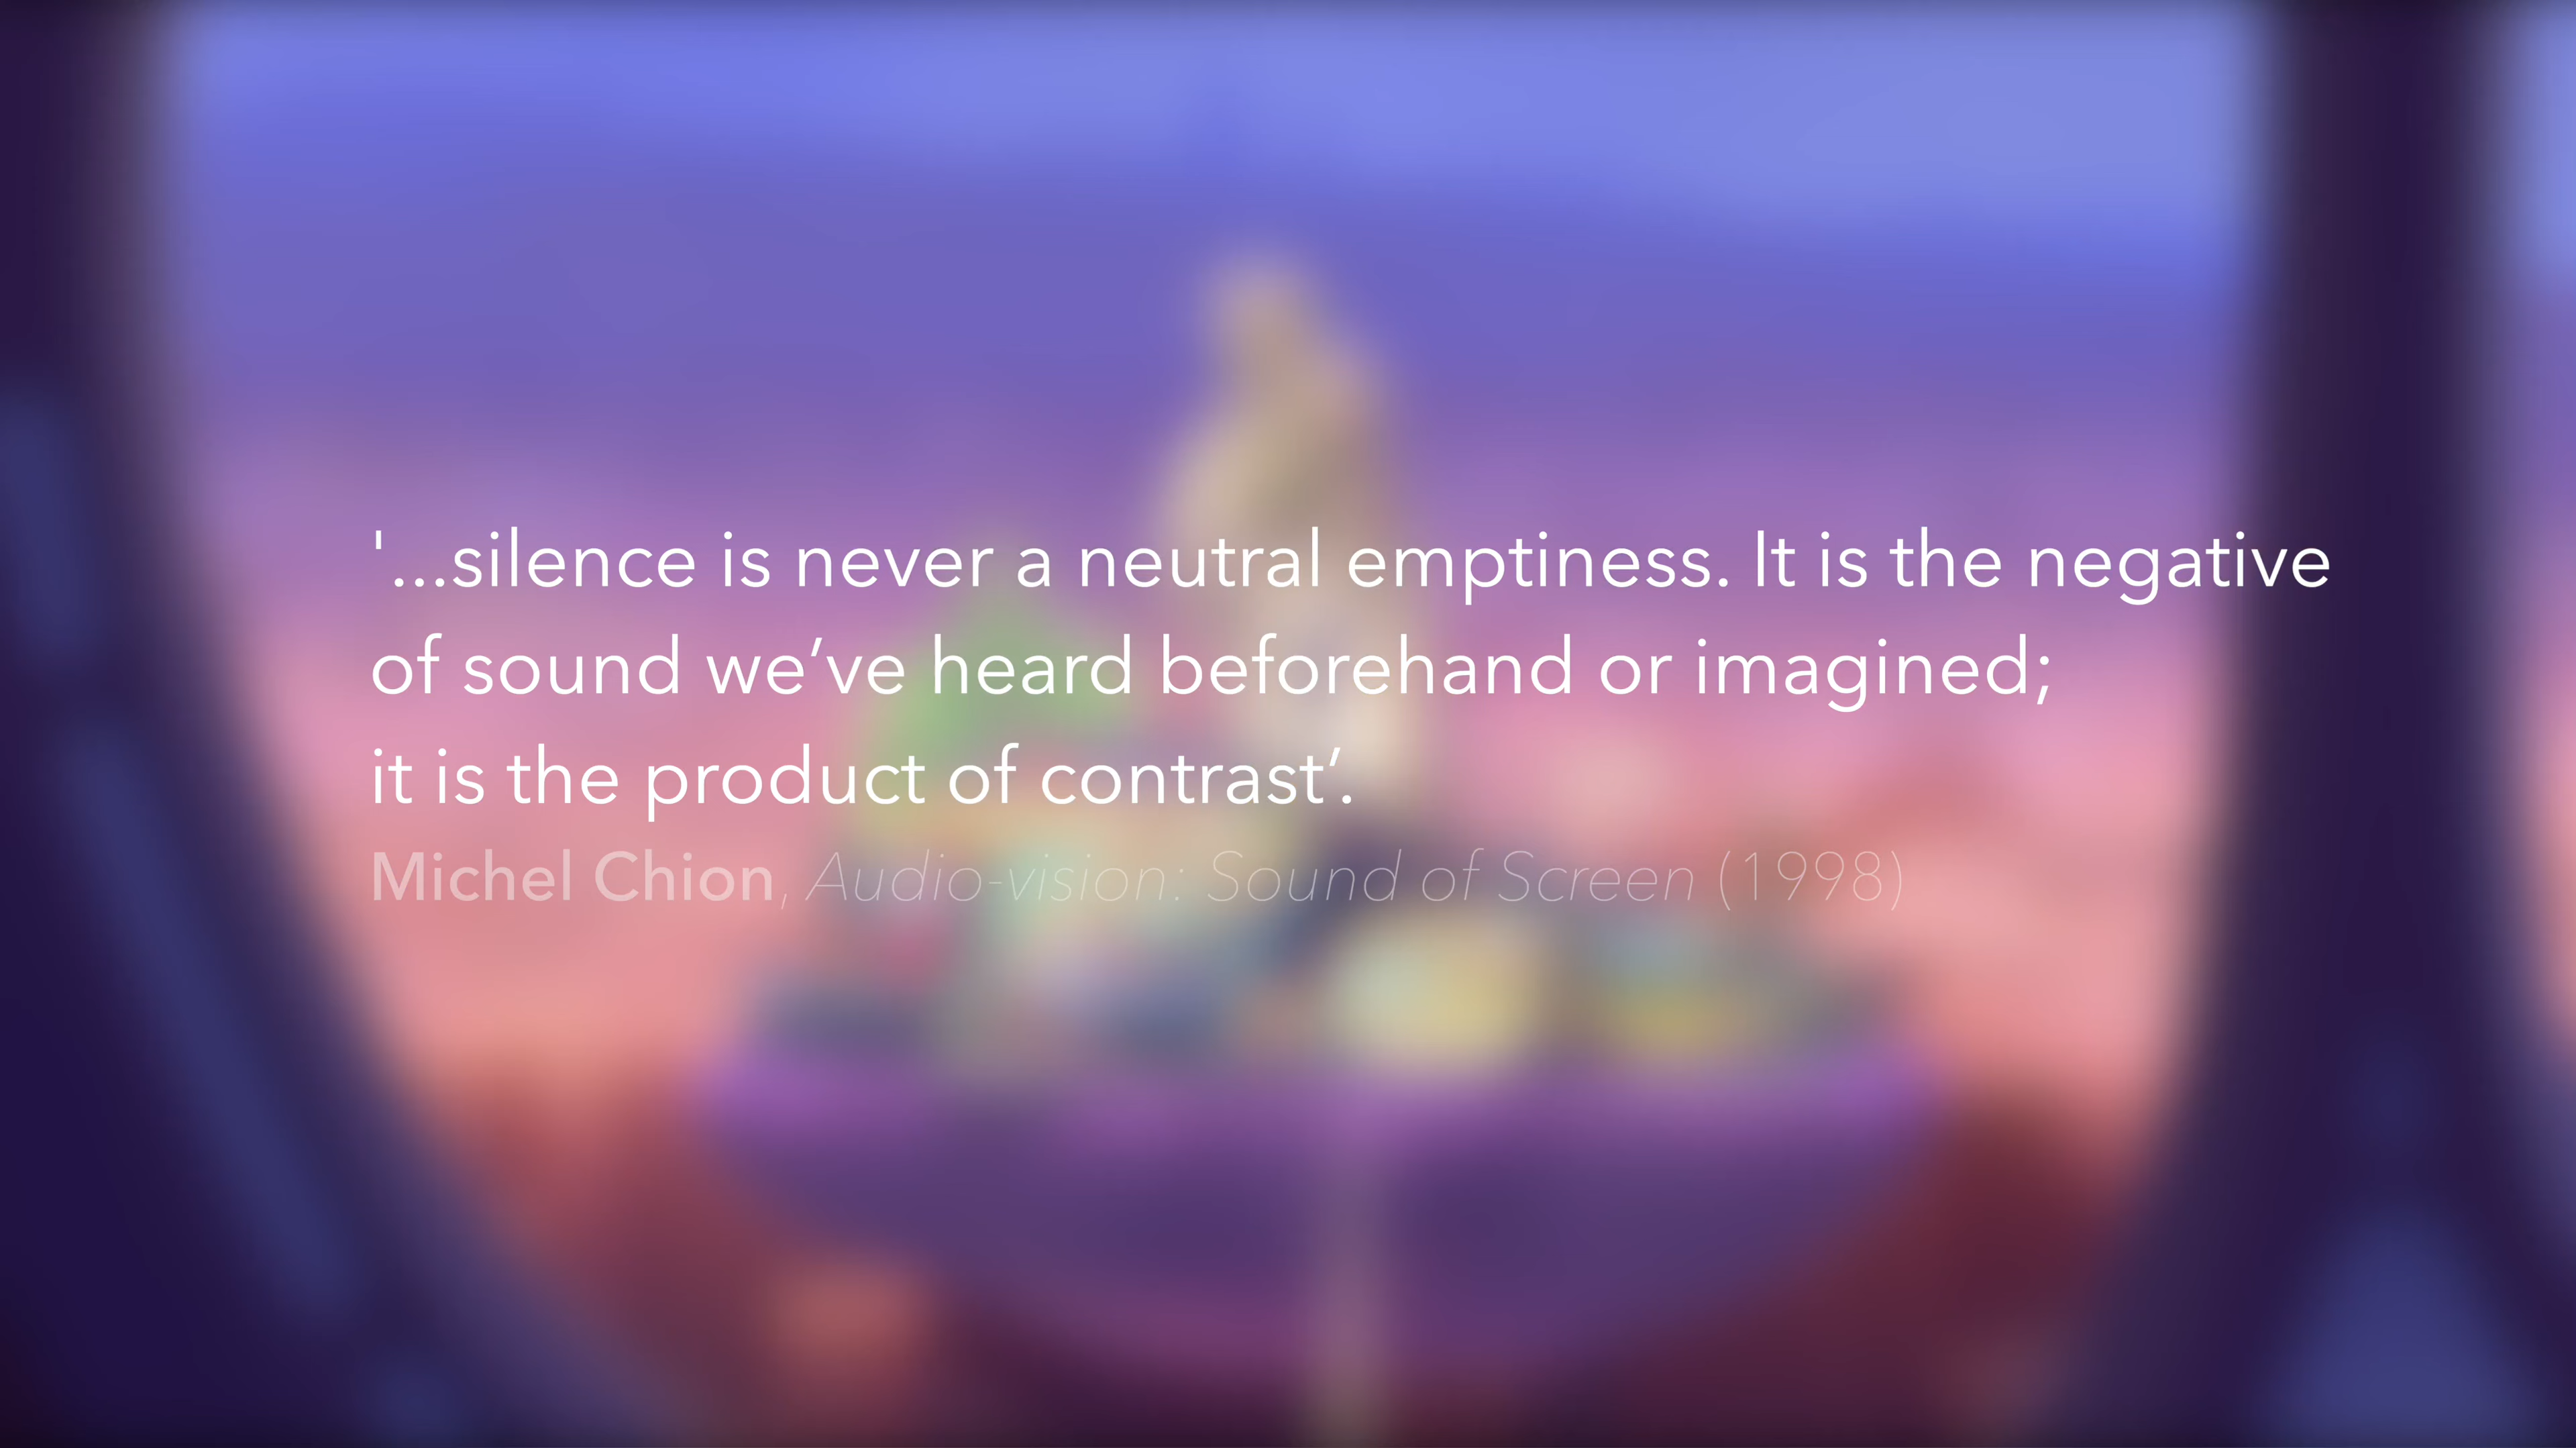 '...silence is never a neutral emptiness. It is the negative
of sound we’ve heard beforehand or imagined;
it is the product of contrast’.
Michel Chion, Audio-vision: Sound of Screen (1998)